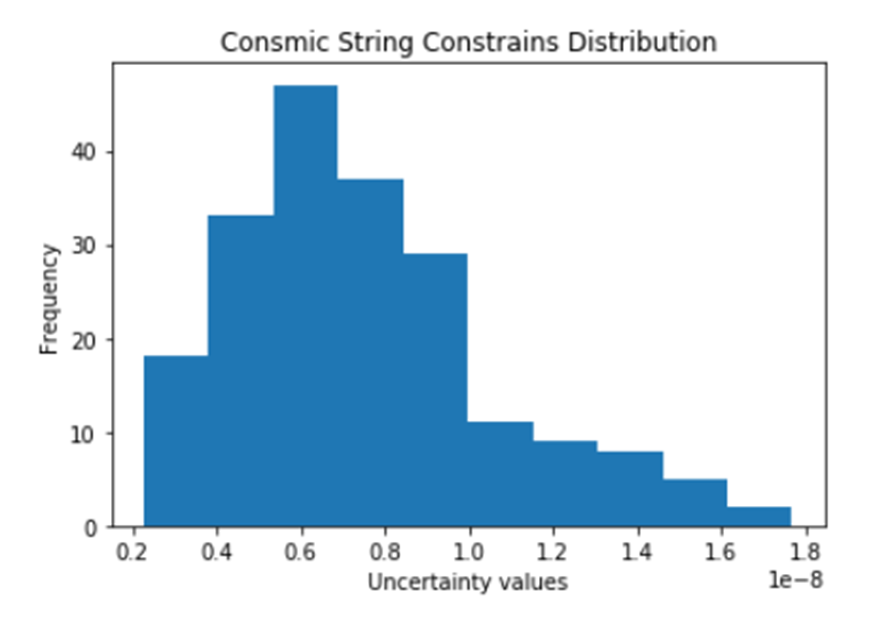 Consmic String Constrains Distribution
Frequency
40
30
20
10
0
0.2 0.4 0.6 0.8 1.0 1.2 1.4 1.6 1.8
1e−8
Uncertainty values